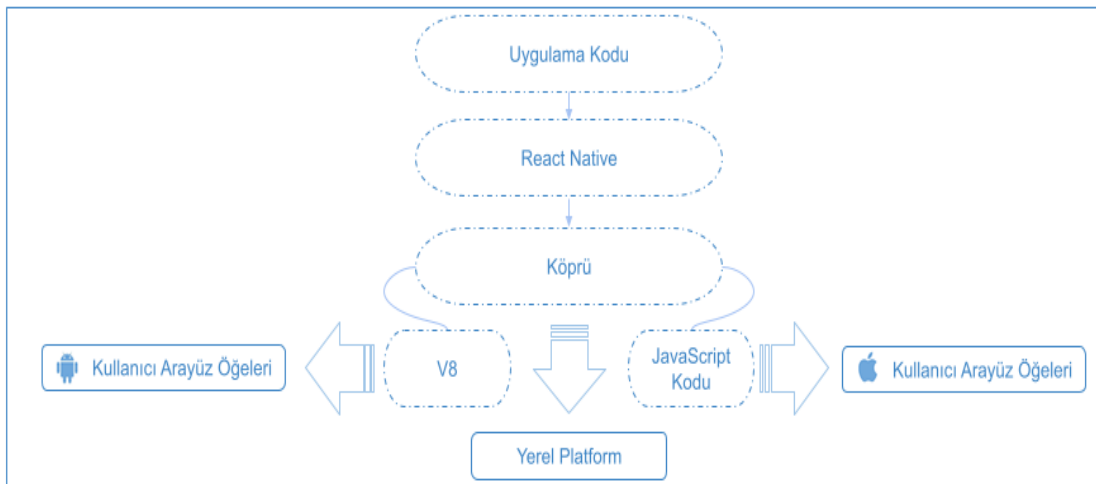 Uygulama Kodu
React Native
Köprü
Kullanıcı Arayüz Öğeleri
V8
JavaScript
Kodu
Kullanıcı Arayüz Öğeleri
Yerel Platform